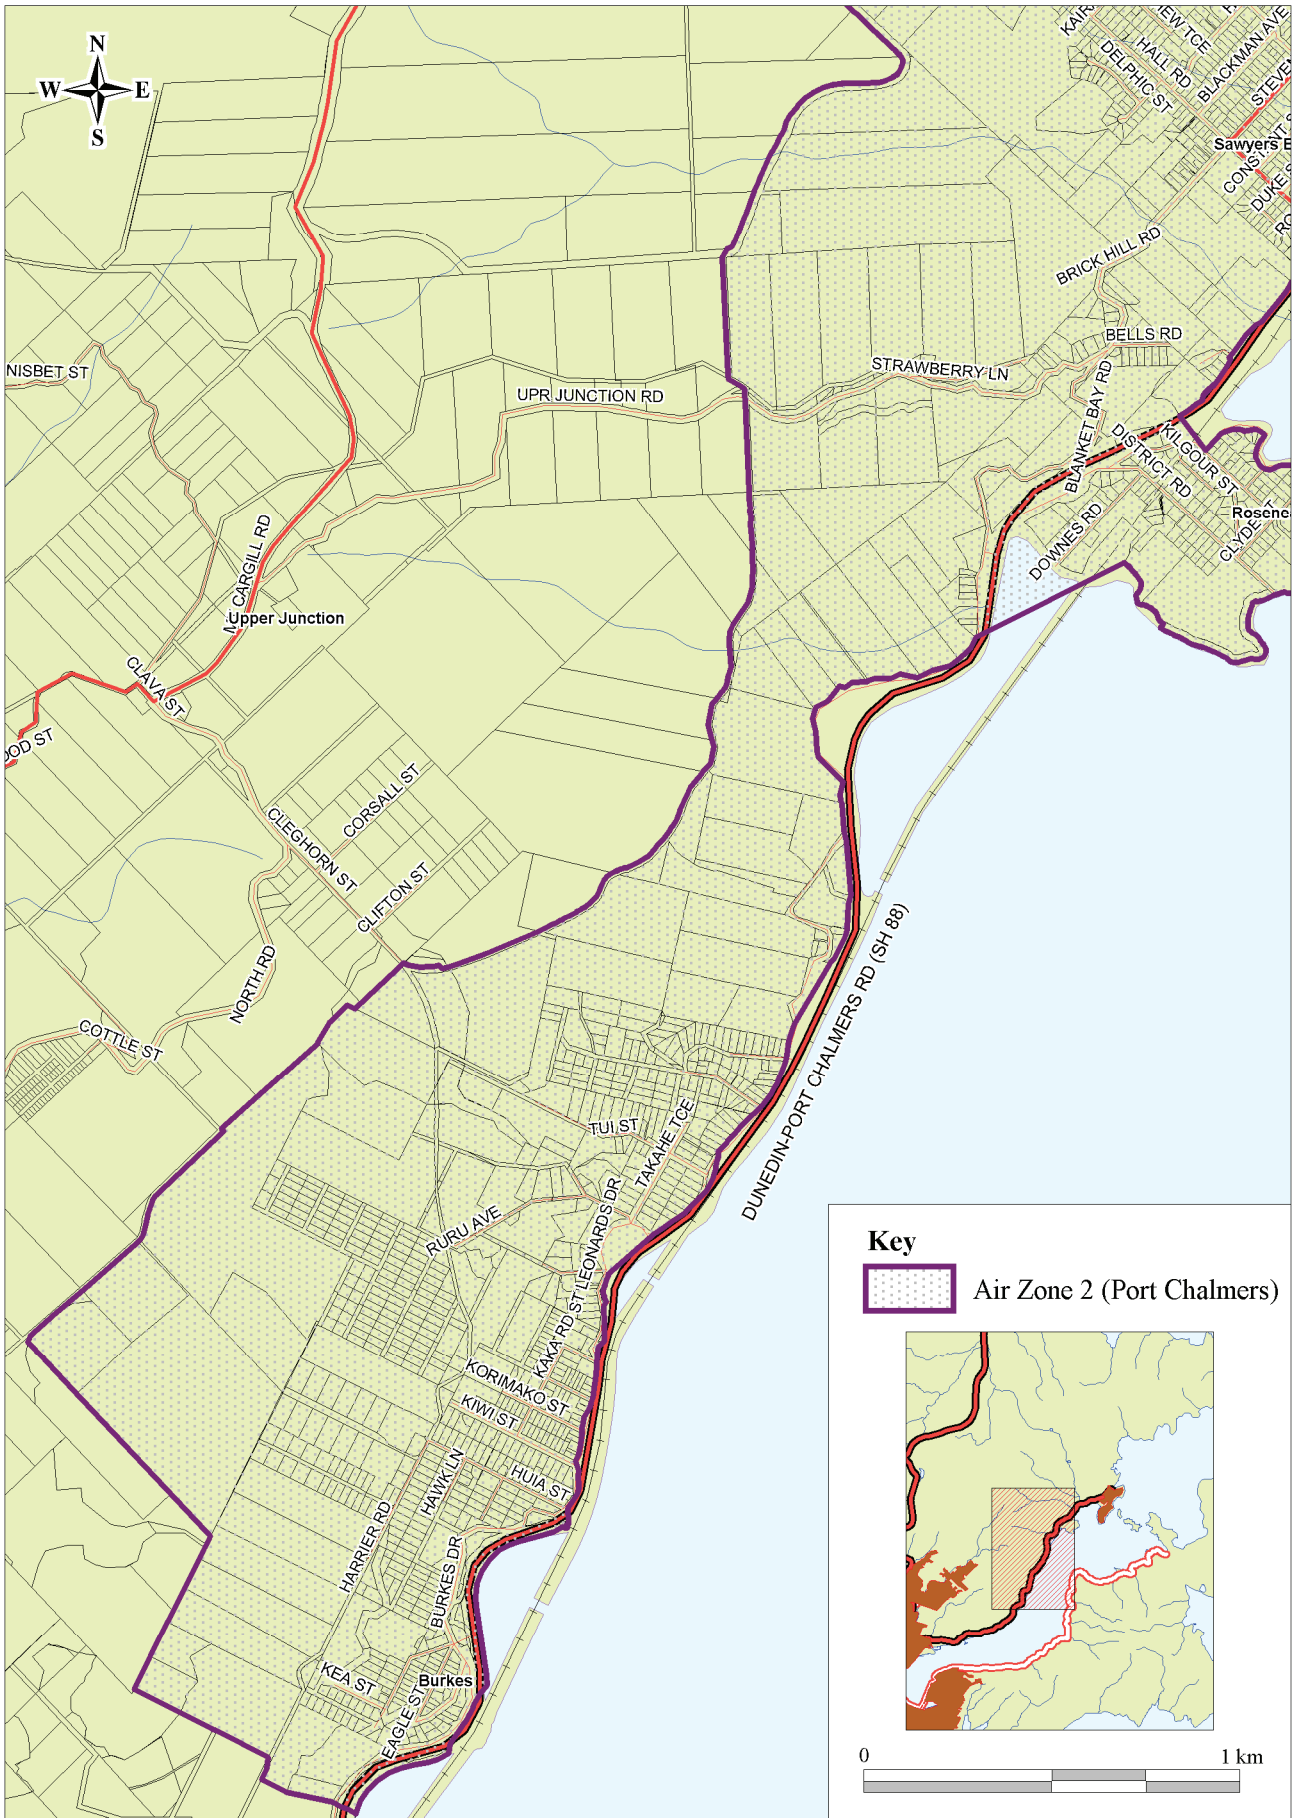 N
W E
S
HALL RD
DELPHIC ST
BLACKMAN AVE
BRICK HILL RD
BELLS RD
STRAWBERRY LN
NISBET ST
UPR JUNCTION RD
BLANKET BAY RD
DISTRICT RD
KILGOUR ST
DOWNES RD
CLYDE ST
Upper Junction
CLAVA ST
CORSALL ST
CLEGHORN ST
CLIFTON ST
NORTH RD
COTTLE ST
DUNEDIN-PORT CHALMERS RD (SH 88)
TUI ST
TAKAHE TCE
RURU AVE
ST LEONARDS DR
KAKA RD
KORIMAKO ST
KIWI ST
HUIA ST
HAWK LN
HARRIER RD
BURKES DR
KEA ST
Burkes
EAGLE ST
Key
Air Zone 2 (Port Chalmers)
0 1 km